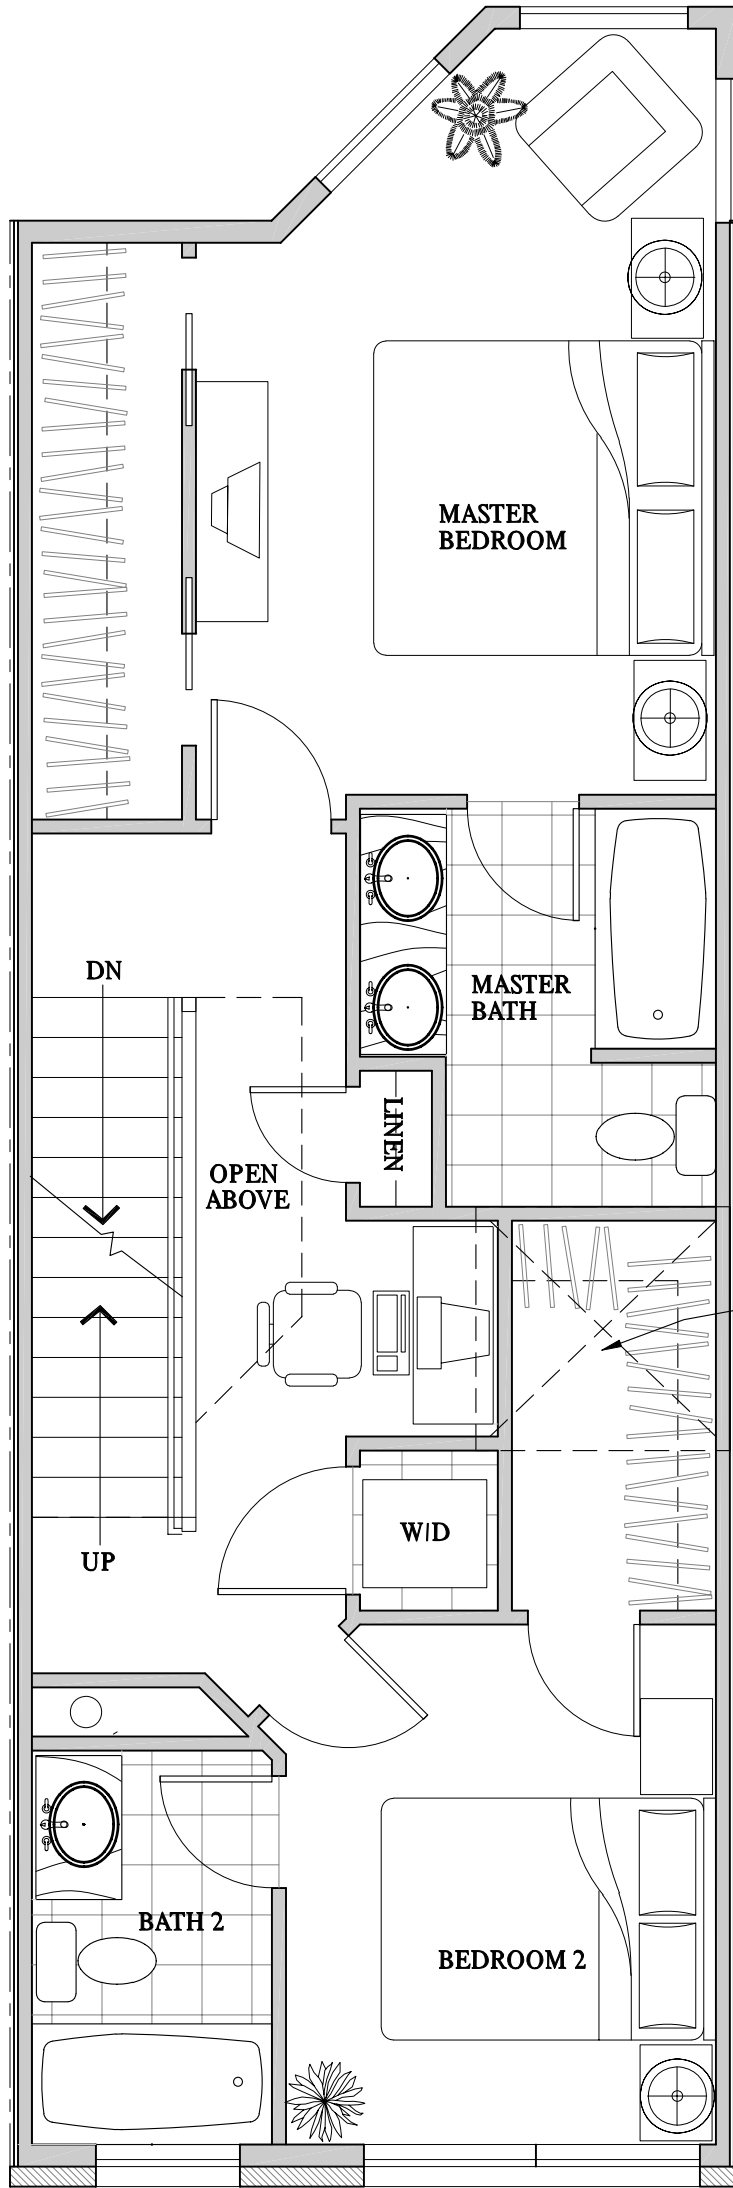 MASTER
BEDROOM
DN
MASTER
BATH
LINEN
OPEN
ABOVE
W/D
UP
BATH 2
BEDROOM 2